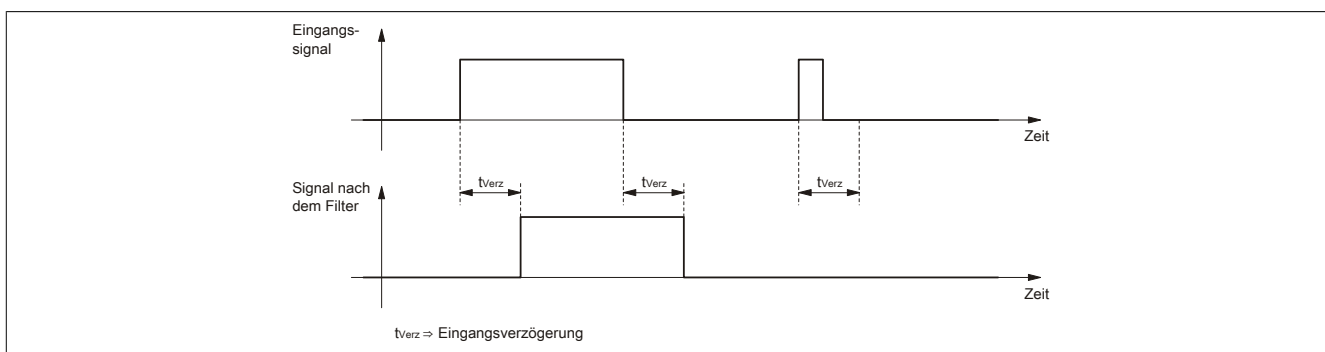 Eingangs-
signal
Zeit
tVerz
tVerz
tVerz
Signal nach
dem Filter
Zeit
tVerz ⇒ Eingangsverzögerung